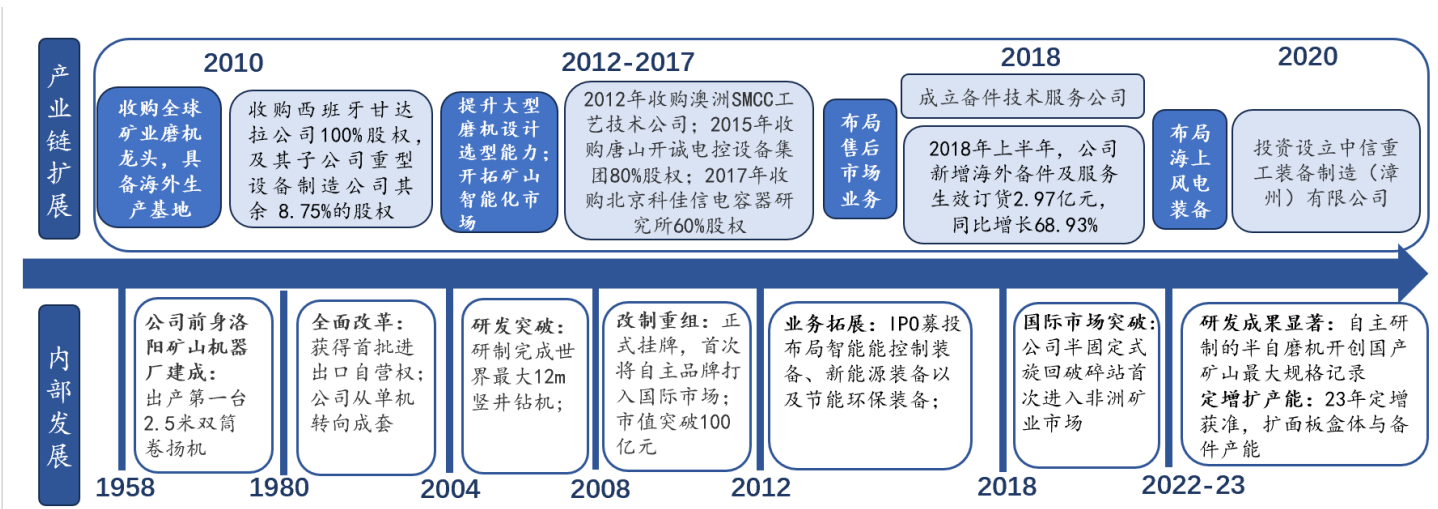 产
业
链
扩
展
2010
收购全球
矿业磨机
龙头，具
备海外生
产基地
收购西班牙甘达
拉公司100%股权，
及其子公司重型
设备制造公司其
余 8.75%的股权
2012-2017
提升大型
磨机设计
选型能力；
开拓矿山
智能化市
场
2012年收购澳洲SMCC工
艺技术公司；2015年收
购唐山开诚电控设备集
团80%股权；2017年收
购北京科佳信电容器研
究所60%股权
2018
布局
售后
市场
业务
成立备件技术服务公司
2018年上半年，公司
新增海外备件及服务
生效订货2.97亿元，
同比增长68.93%
2020
布局
海上
风电
装备
投资设立中信重
工装备制造（漳
州）有限公司
内
部
发
展
公司前身洛
阳矿山机器
厂建成：
出产第一台
2.5米双筒
卷扬机
1958
全面改革：
获得首批进
出口自营权；
公司从单机
转向成套
1980
研发突破：
研制完成世
界最大12m
竖井钻机；
2004
改制重组：正
式挂牌，首次
将自主品牌打
入国际市场；
市值突破100
亿元
2008
业务拓展：IPO募投
布局智能能控制装
备、新能源装备以
及节能环保装备；
2012
国际市场突破：
公司半固定式
旋回破碎站首
次进入非洲矿
业市场
2018
研发成果显著：自主研
制的半自磨机开创国产
矿山最大规格记录
定增扩产能：23年定增
获准，扩面板盒体与备
件产能
2022-23